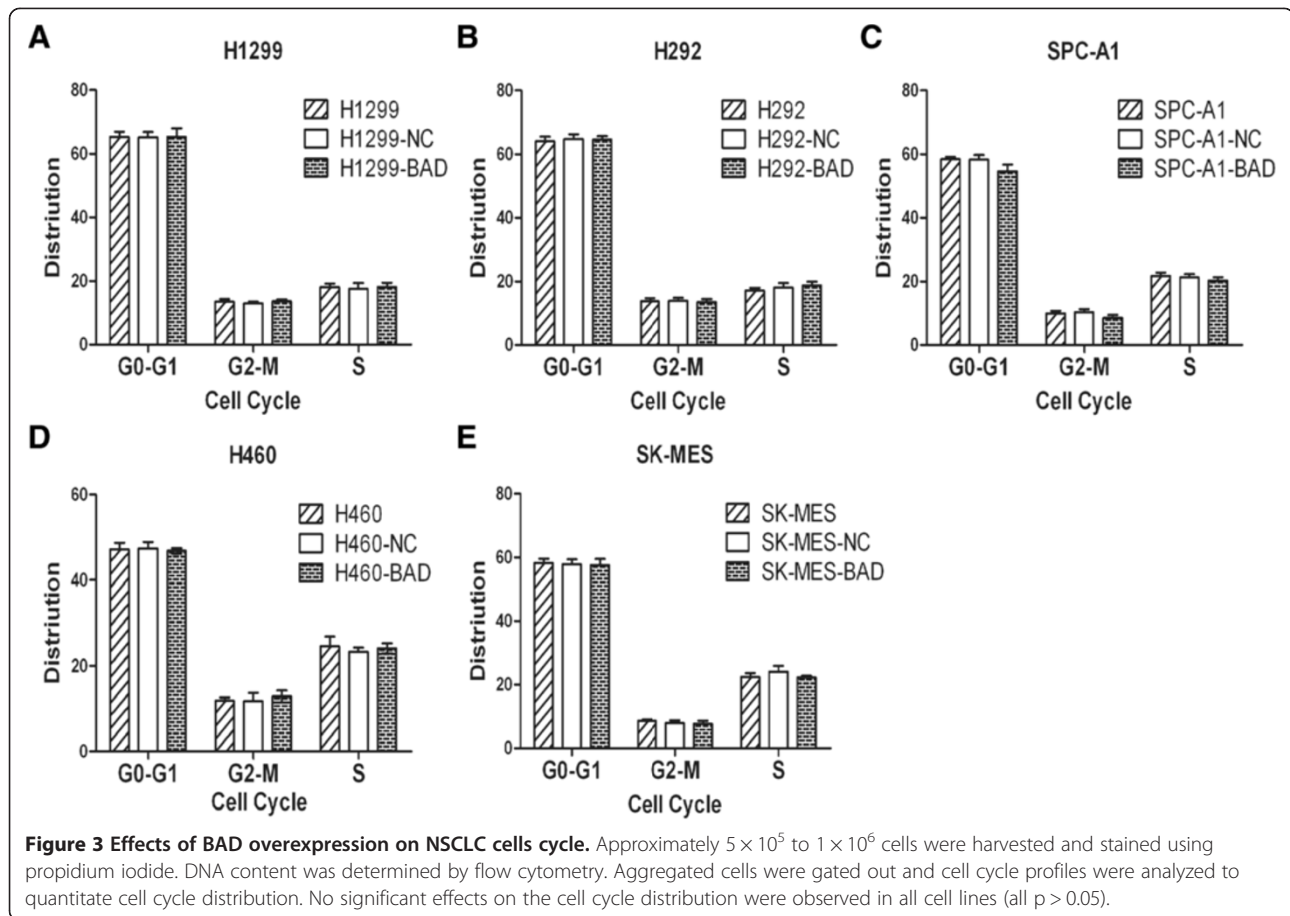 A
H1299
80
60
40
20
0
Distriution
H1299
H1299-NC
H1299-BAD
G0-G1
G2-M
S
Cell Cycle
B
H292
80
60
40
20
0
Distriution
H292
H292-NC
H292-BAD
G0-G1
G2-M
S
Cell Cycle
C
SPC-A1
80
60
40
20
0
Distriution
SPC-A1
SPC-A1-NC
SPC-A1-BAD
G0-G1
G2-M
S
Cell Cycle
D
H460
60
40
20
0
Distriution
H460
H460-NC
H460-BAD
G0-G1
G2-M
S
Cell Cycle
E
SK-MES
80
60
40
20
0
Distriution
SK-MES
SK-MES-NC
SK-MES-BAD
G0-G1
G2-M
S
Cell Cycle
Figure 3 Effects of BAD overexpression on NSCLC cells cycle. Approximately 5 × 10⁵ to 1 × 10⁶ cells were harvested and stained using
propidium iodide. DNA content was determined by flow cytometry. Aggregated cells were gated out and cell cycle profiles were analyzed to
quantitate cell cycle distribution. No significant effects on the cell cycle distribution were observed in all cell lines (all p > 0.05).